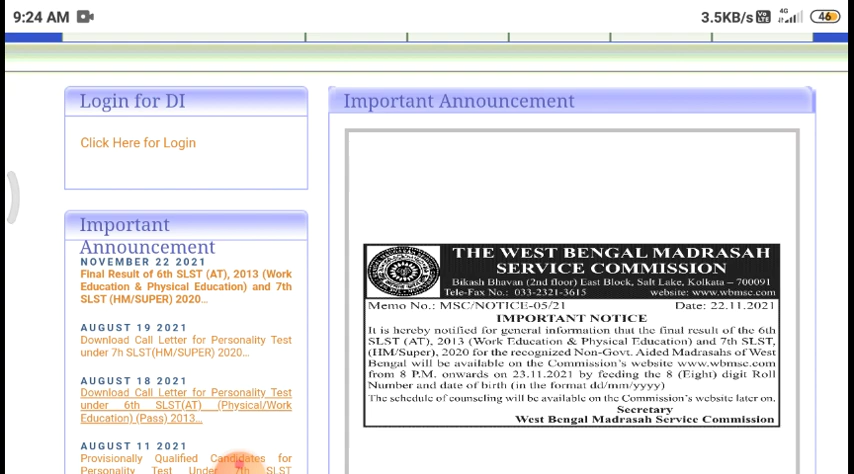 9:24 AM
3.5KB/s Vo LTE 4G 46
Login for DI
Click Here for Login
Important
Announcement
NOVEMBER 22 2021
Final Result of 6th SLST (AT), 2013 (Work
Education & Physical Education) and 7th
SLST (HM/SUPER) 2020...
AUGUST 19 2021
Download Call Letter for Personality Test
under 7h SLST(HM/SUPER) 2020...
AUGUST 18 2021
Download Call Letter for Personality Test
under 6th SLST(AT) (Physical/Work
Education) (Pass) 2013...
AUGUST 11 2021
Provisionally Qualified Candidates for
Personality Test Under 7th SLST
Important Announcement
THE WEST BENGAL MADRASAH
SERVICE COMMISSION
Bikash Bhavan (2nd floor) East Block, Salt Lake, Kolkata – 700091
Tele-Fax No.: 033-2321-3615 website: www.wbmsc.com
Memo No.: MSC/NOTICE-05/21 Date: 22.11.2021
IMPORTANT NOTICE
It is hereby notified for general information that the final result of the 6th
SLST (AT), 2013 (Work Education & Physical Education) and 7th SLST,
(HM/Super), 2020 for the recognized Non-Govt. Aided Madrasahs of West
Bengal will be available on the Commission's website www.wbmsc.com
from 8 P.M. onwards on 23.11.2021 by feeding the 8 (Eight) digit Roll
Number and date of birth (in the format dd/mm/yyyy)
The schedule of counseling will be available on the Commission's website later on.
Secretary
West Bengal Madrasah Service Commission